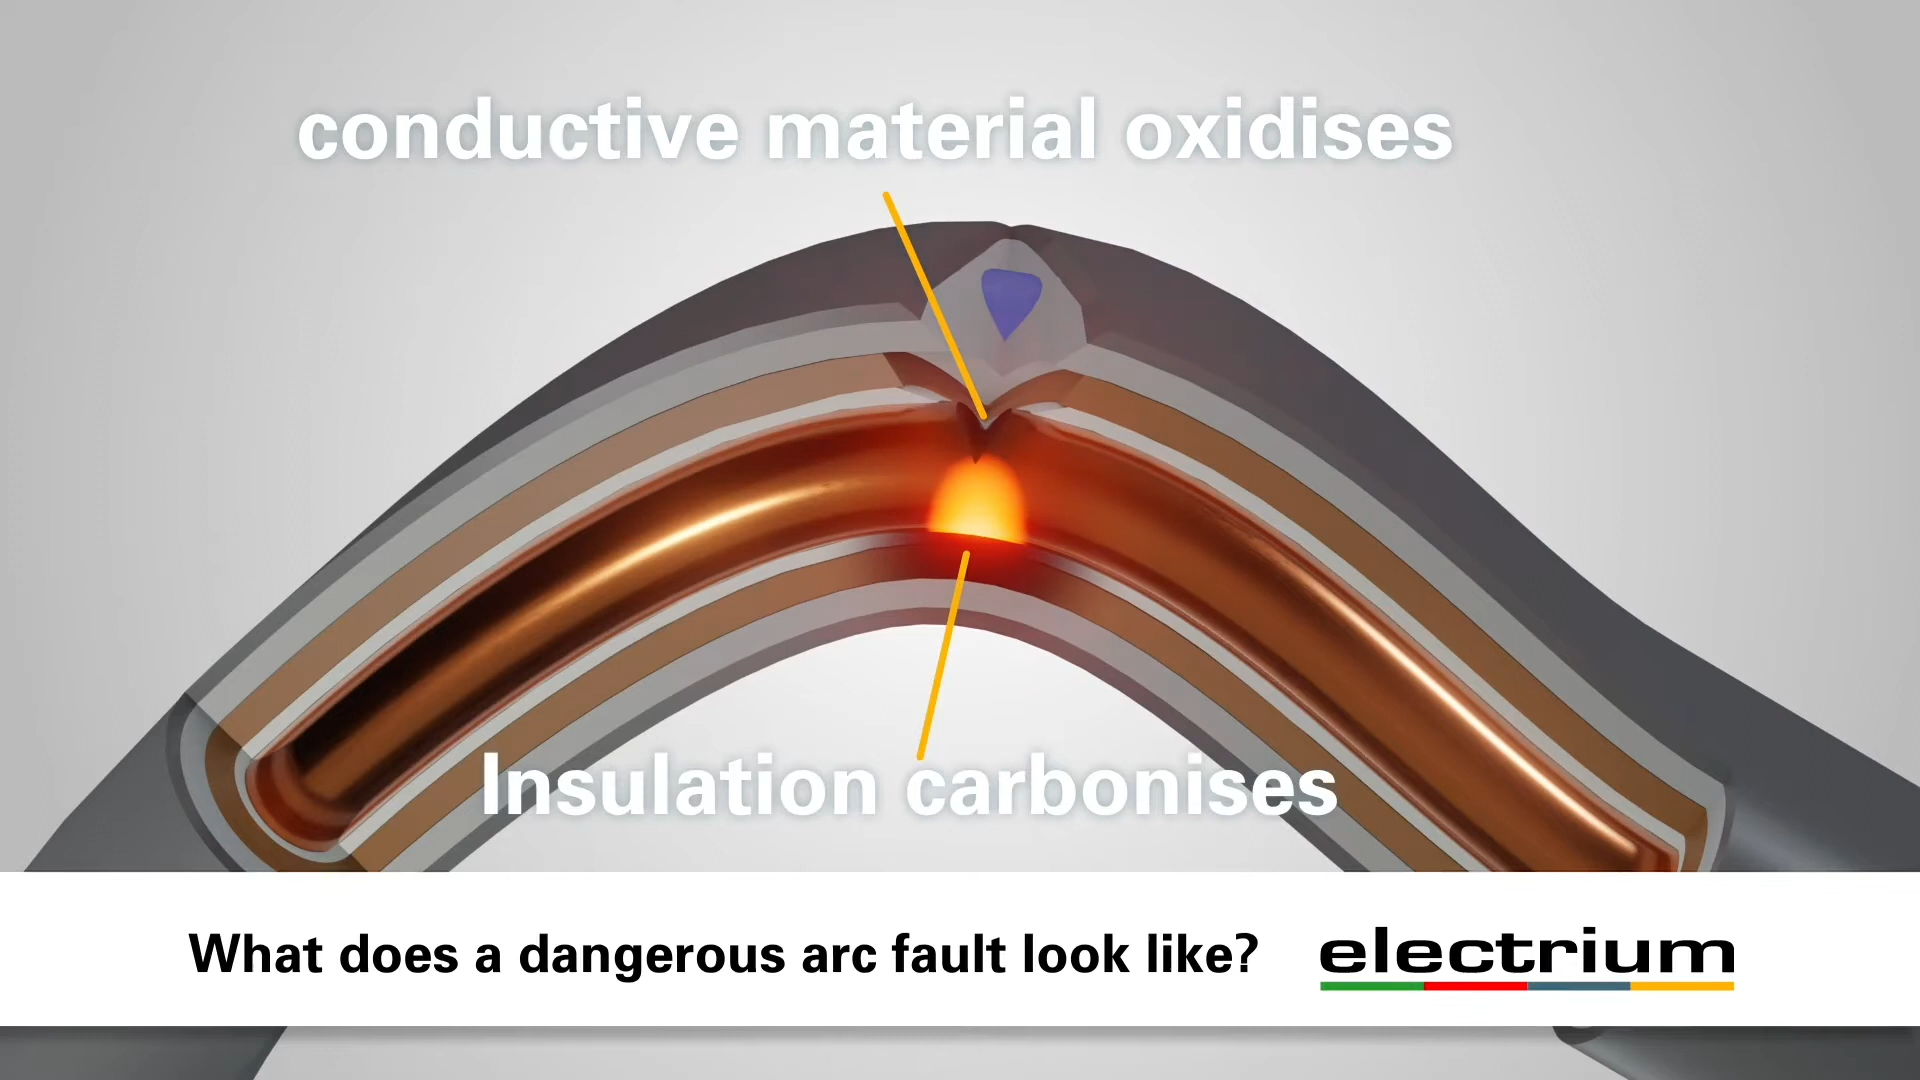 conductive material oxidises
Insulation carbonises
What does a dangerous arc fault look like?
electrium